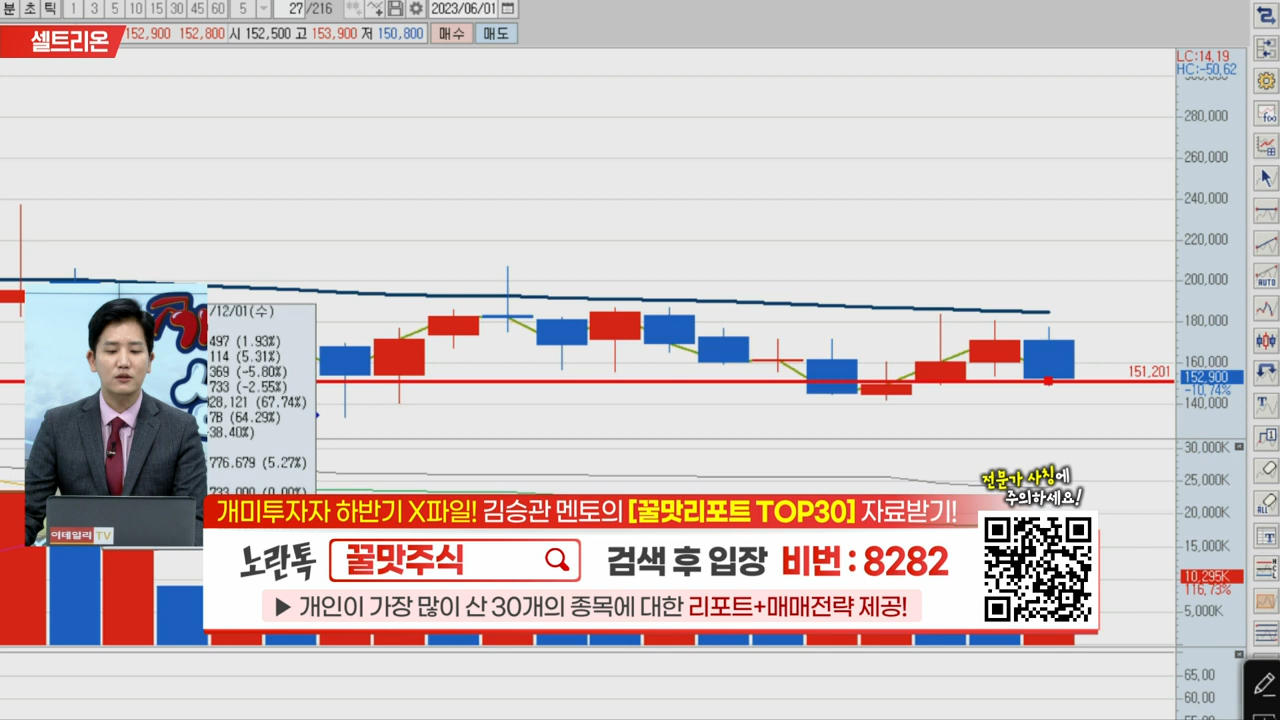 분 초 틱 1 3 5 10 15 30 45 60 5 27 /216 2023/06/01
셀트리온 152,900 152,800 시 152,500 고 153,900 저 150,800 매수 매도
LC:14,19
HC:-50,62
280,000
260,000
240,000
220,000
200,000
180,000
160,000
151,201
152,900
-10,74%
140,000
/12/01(수)
497 (1.93%)
114 (5.31%)
369 (-5.80%)
733 (-2.55%)
28,121 (67.74%)
7B (64.29%)
38.40%)
776.679 (5.27%)
733,000 (0.00%)
30,000K
25,000K
20,000K
15,000K
10,295K
116,73%
5,000K
65,00
60,00
AUTO
ALL
이데일리 TV
전문가 사칭에
주의하세요!
개미투자자 하반기 X파일! 김승관 멘토의 [꿀맛리포트 TOP30] 자료받기!
노란톡 꿀맛주식 검색 후 입장 비번 : 8282
▶ 개인이 가장 많이 산 30개의 종목에 대한 리포트+매매전략 제공!